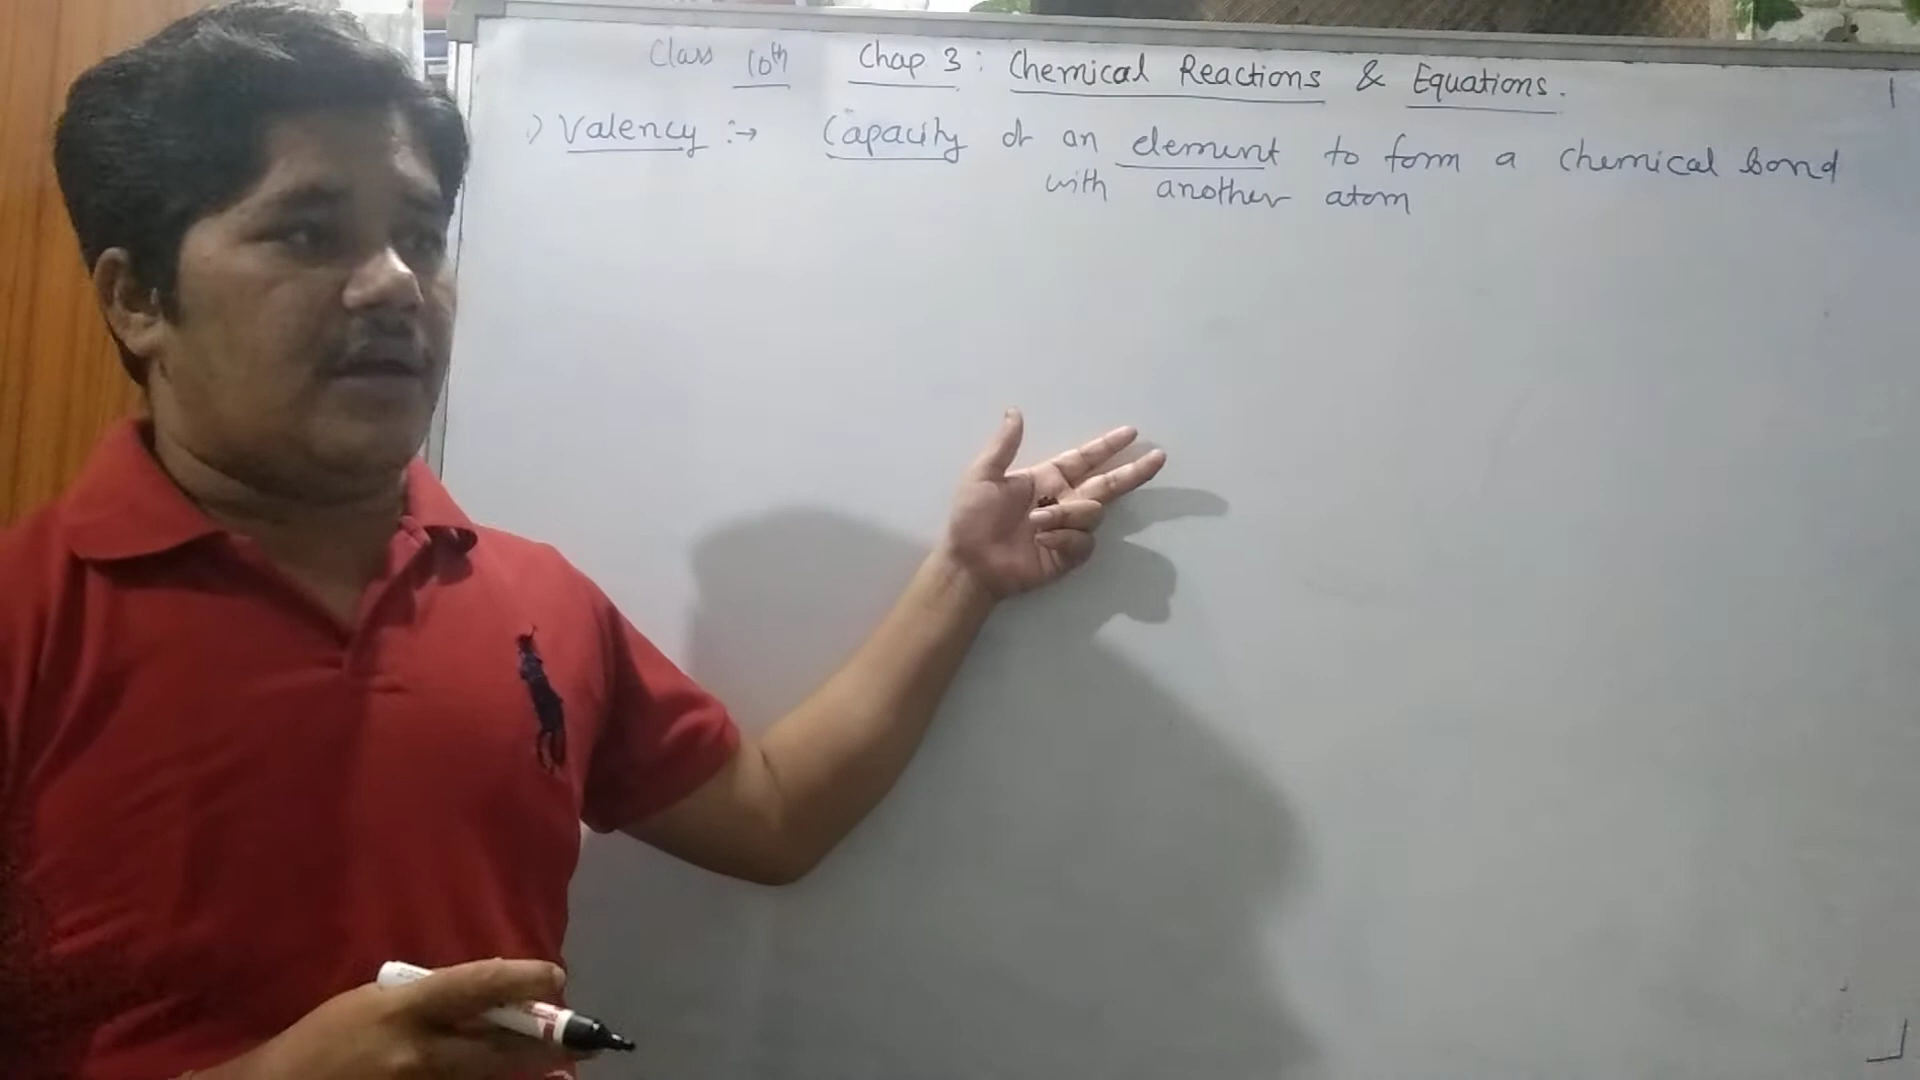 Class 10th Chap 3: Chemical Reactions & Equations.
1) Valency :→ Capacity of an element to form a chemical bond
with another atom